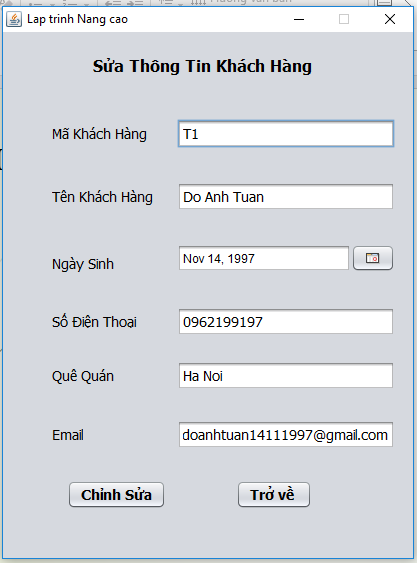 Lap trinh Nang cao
Sửa Thông Tin Khách Hàng
Mã Khách Hàng T1
Tên Khách Hàng Do Anh Tuan
Ngày Sinh Nov 14, 1997
Số Điện Thoại 0962199197
Quê Quán Ha Noi
Email doanhtuan14111997@gmail.com
Chỉnh Sửa Trở về